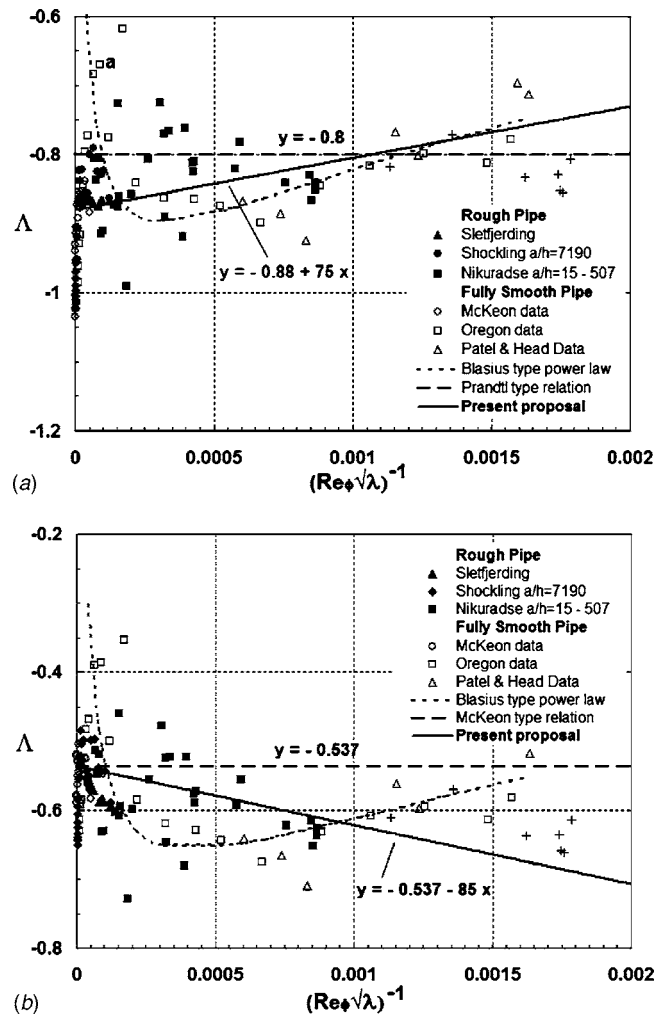 -0.6
a
y = - 0.8
-0.8
Λ
y = - 0.88 + 75 x
Rough Pipe
Sletfjerding
Shockling a/h=7190
Nikuradse a/h=15 - 507
Fully Smooth Pipe
McKeon data
Oregon data
Patel & Head Data
Blasius type power law
Prandtl type relation
Present proposal
-1
-1.2
0 0.0005 0.001 0.0015 0.002
(a) (Reϕ√λ)⁻¹
-0.2
Rough Pipe
Sletfjerding
Shockling a/h=7190
Nikuradse a/h=15 - 507
Fully Smooth Pipe
McKeon data
Oregon data
Patel & Head Data
Blasius type power law
McKeon type relation
Present proposal
-0.4
Λ
y = - 0.537
-0.6
y = - 0.537 - 85 x
-0.8
0 0.0005 0.001 0.0015 0.002
(b) (Reϕ√λ)⁻¹